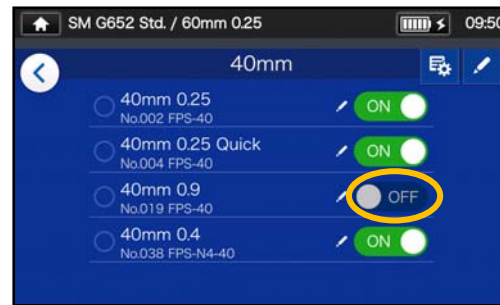 SM G652 Std. / 60mm 0.25 09:50
40mm
40mm 0.25
No.002 FPS-40
ON
40mm 0.25 Quick
No.004 FPS-40
ON
40mm 0.9
No.019 FPS-40
OFF
40mm 0.4
No.038 FPS-N4-40
ON